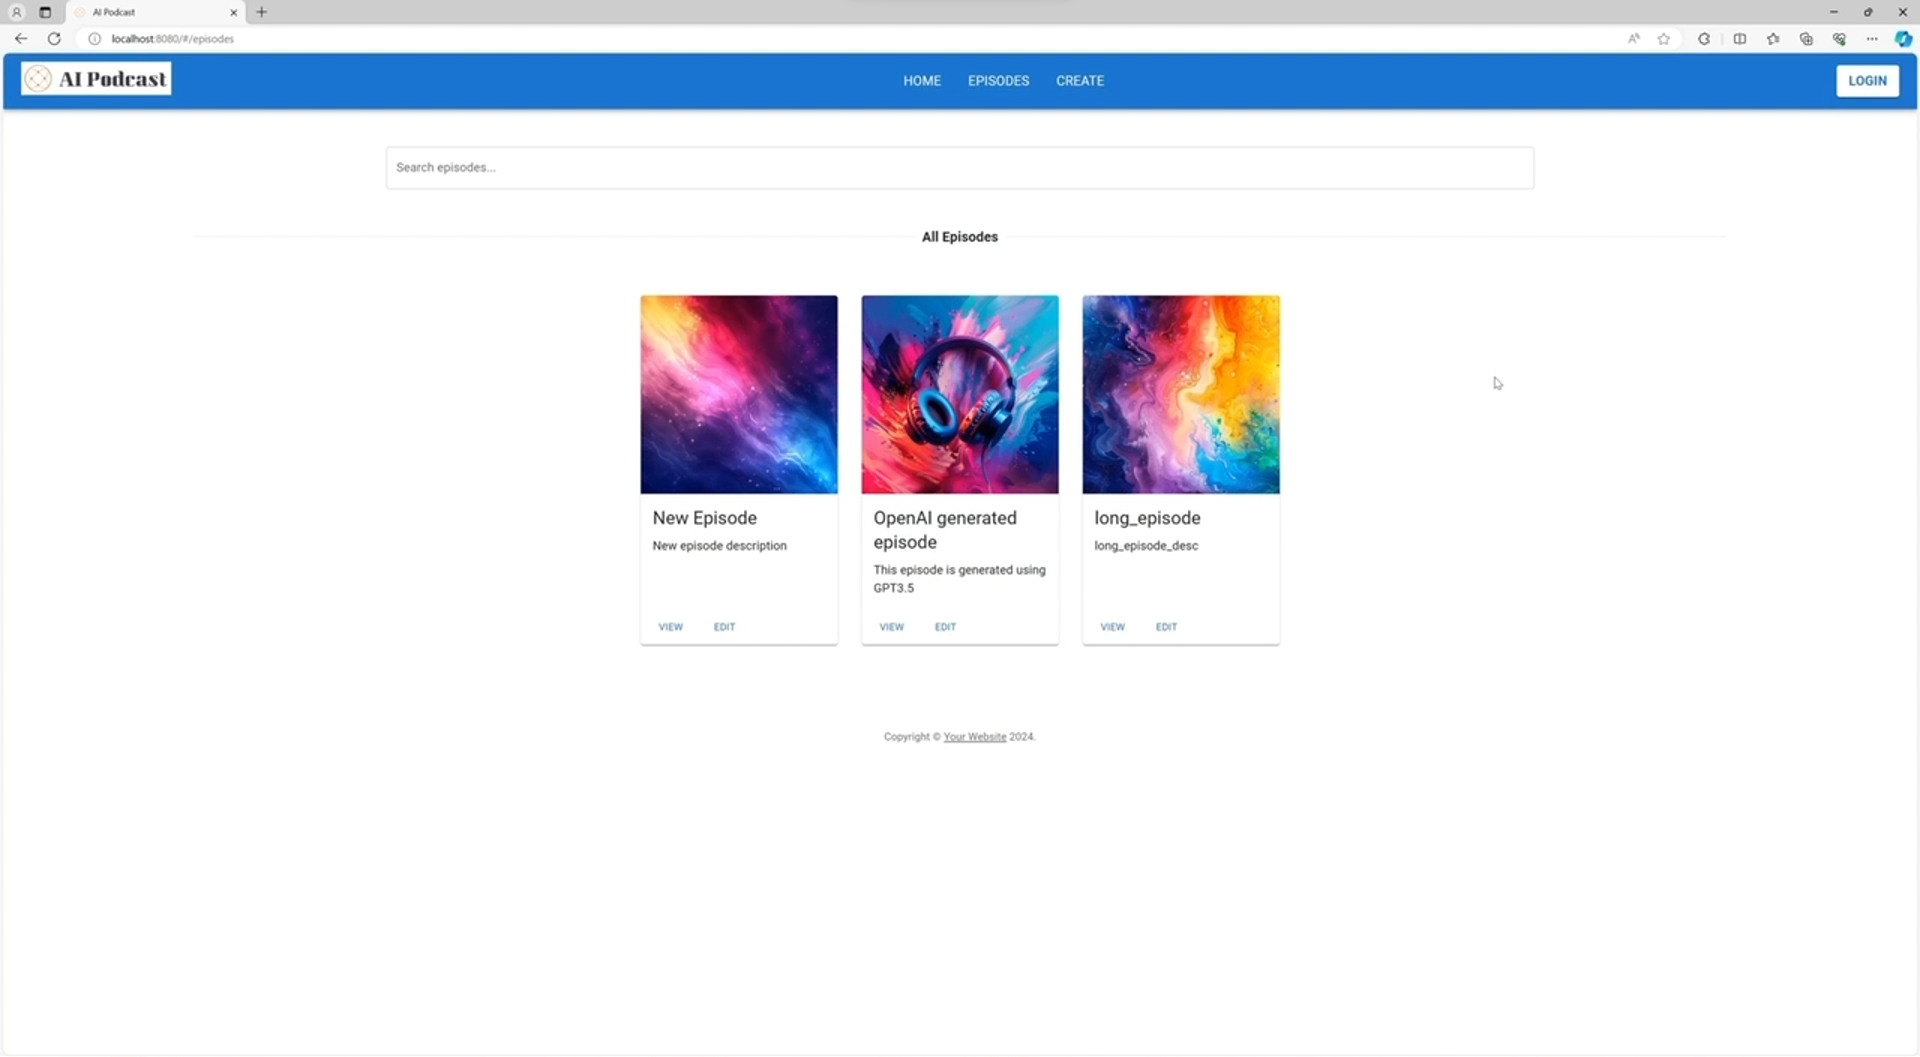 AI Podcast
localhost:8080/#/episodes
AI Podcast
HOME EPISODES CREATE
LOGIN
Search episodes...
All Episodes
New Episode
New episode description
VIEW EDIT
OpenAI generated
episode
This episode is generated using
GPT3.5
VIEW EDIT
long_episode
long_episode_desc
VIEW EDIT
Copyright © Your Website 2024.